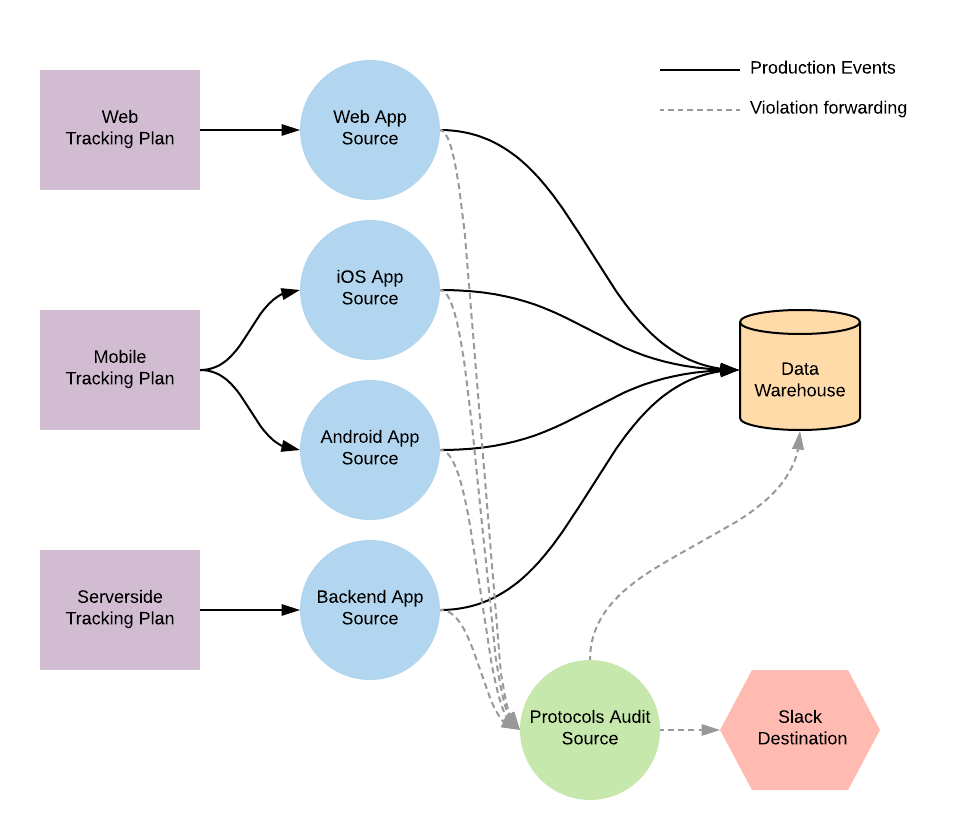 Production Events
Violation forwarding
Web
Tracking Plan
Web App
Source
iOS App
Source
Mobile
Tracking Plan
Data
Warehouse
Android App
Source
Serverside
Tracking Plan
Backend App
Source
Protocols Audit
Source
Slack
Destination